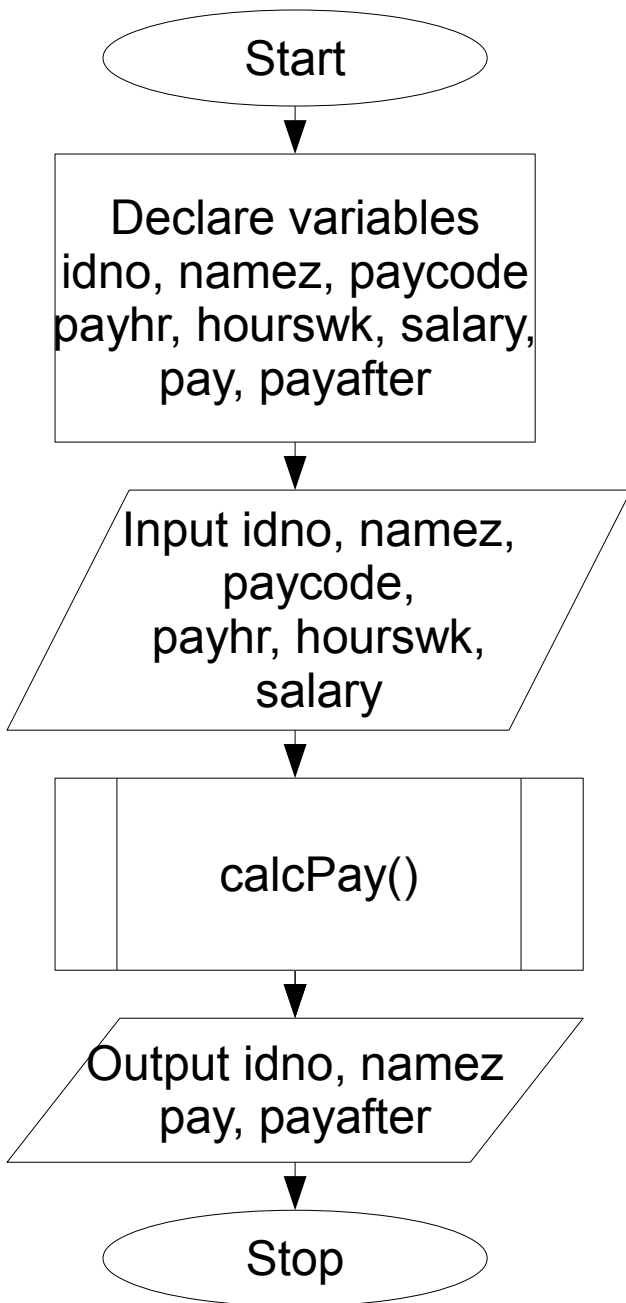 Start
Declare variables
idno, namez, paycode
payhr, hourswk, salary,
pay, payafter
Input idno, namez,
paycode,
payhr, hourswk,
salary
calcPay()
Output idno, namez
pay, payafter
Stop